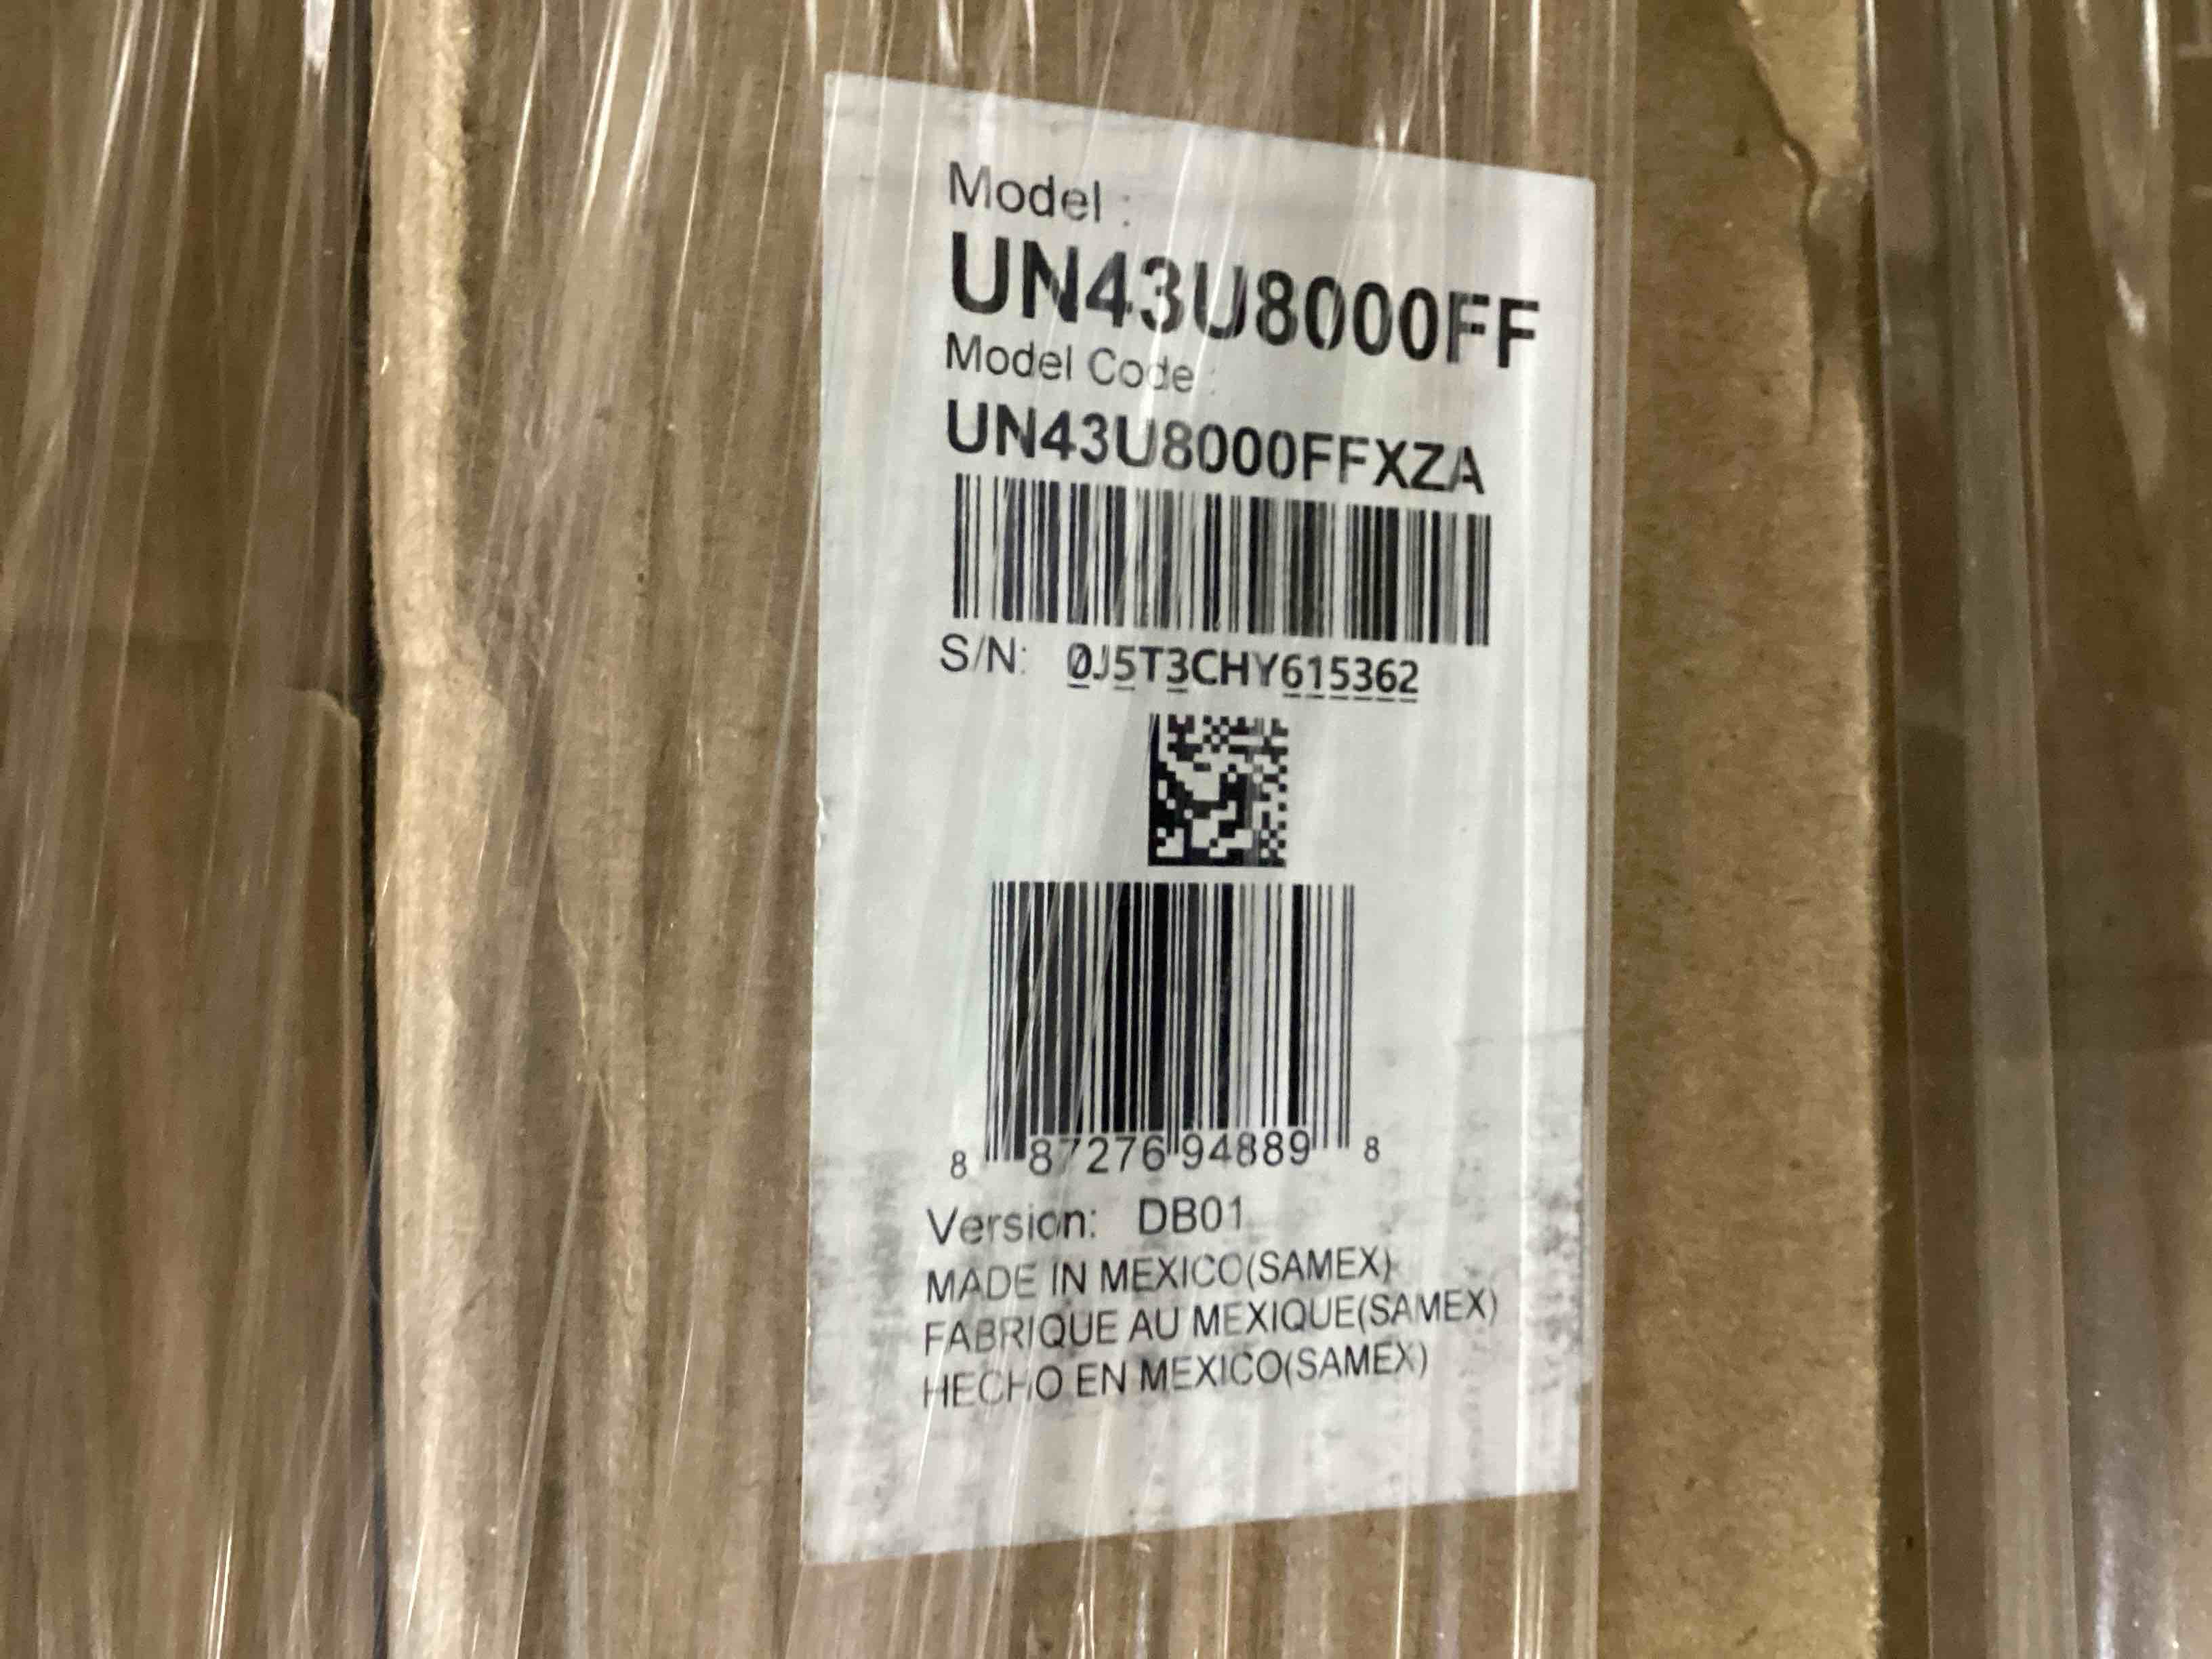 Model :
UN43U8000FF
Model Code :
UN43U8000FFXZA
S/N: 0J5T3CHY615362
8 87276 94889 8
Version: DB01
MADE IN MEXICO(SAMEX)
FABRIQUE AU MEXIQUE(SAMEX)
HECHO EN MEXICO(SAMEX)